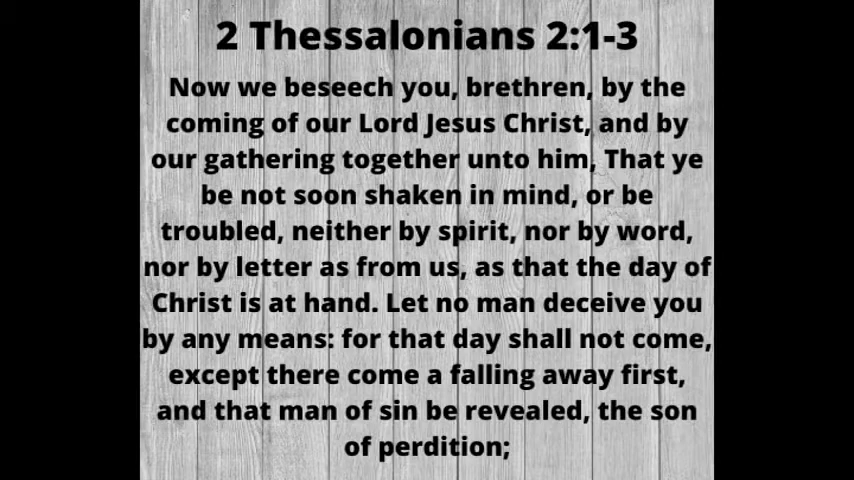 2 Thessalonians 2:1-3
Now we beseech you, brethren, by the
coming of our Lord Jesus Christ, and by
our gathering together unto him, That ye
be not soon shaken in mind, or be
troubled, neither by spirit, nor by word,
nor by letter as from us, as that the day of
Christ is at hand. Let no man deceive you
by any means: for that day shall not come,
except there come a falling away first,
and that man of sin be revealed, the son
of perdition;